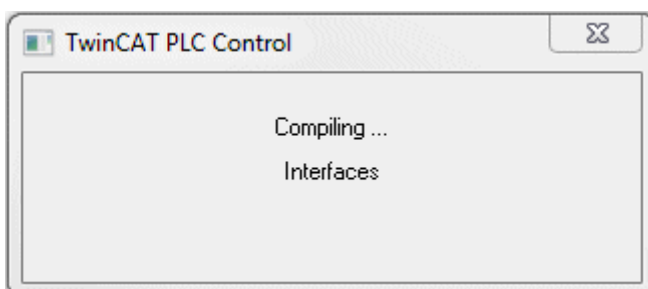 TwinCAT PLC Control
Compiling ...
Interfaces